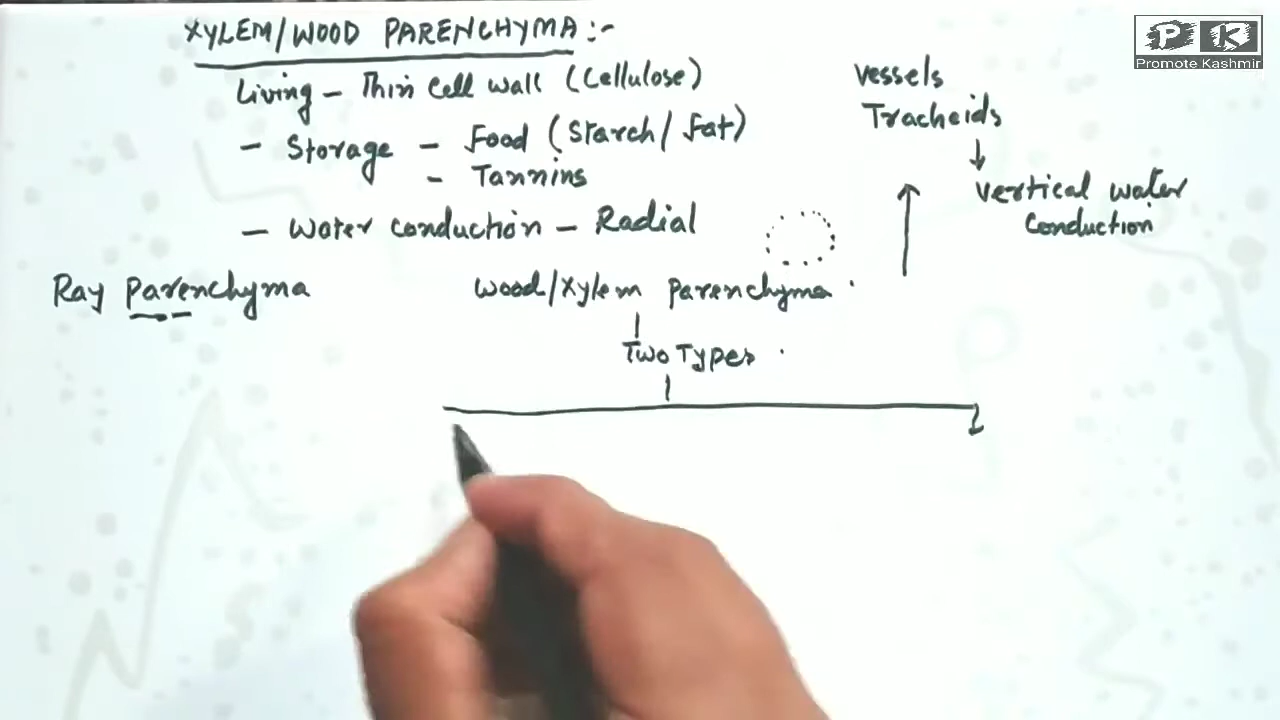 XYLEM/WOOD PARENCHYMA :-
Living - Thin Cell Wall (Cellulose)
- Storage - Food (Starch/Fat)
- Tannins
- Water conduction - Radial
Vessels
Tracheids
Vertical water
Conduction
Ray Parenchyma
Wood/Xylem Parenchyma
Two Types
PK
Promote Kashmir